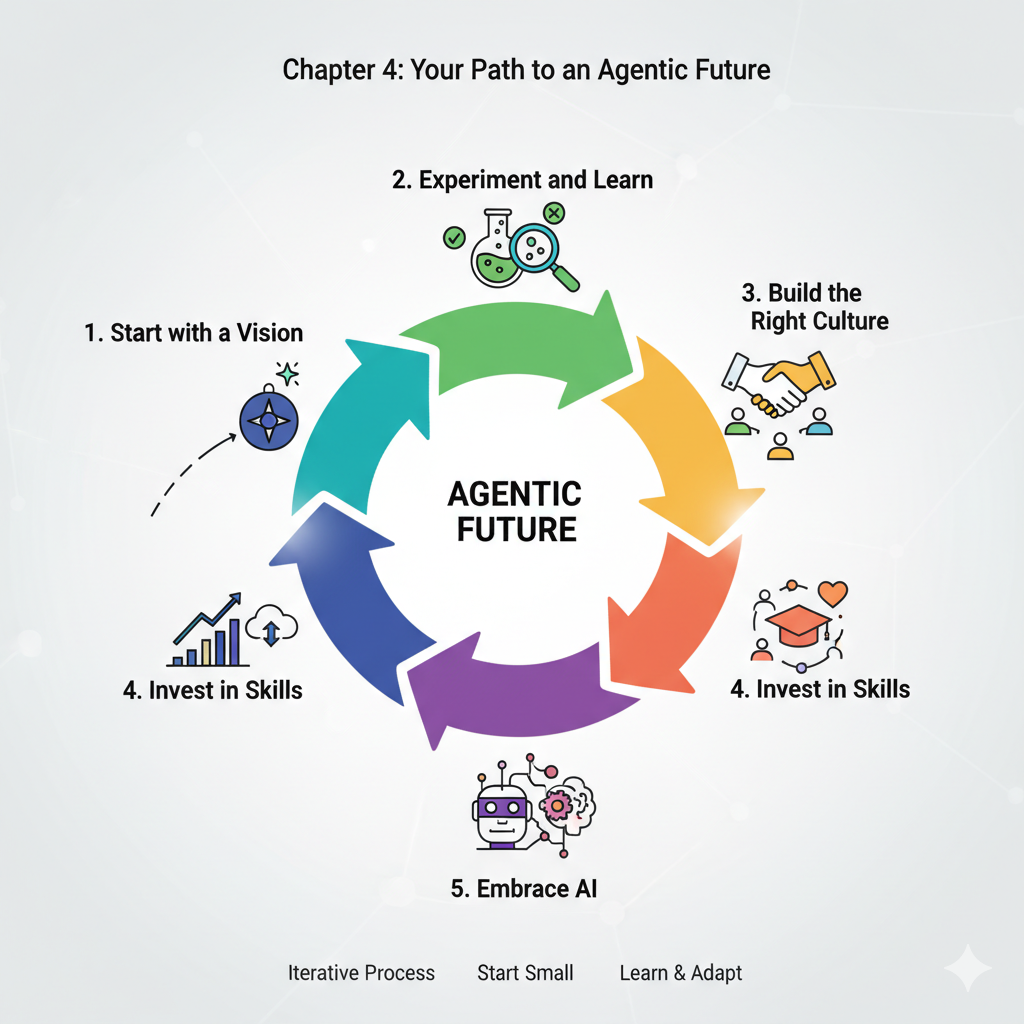 Chapter 4: Your Path to an Agentic Future
2. Experiment and Learn
3. Build the
Right Culture
1. Start with a Vision
AGENTIC
FUTURE
4. Invest in Skills
4. Invest in Skills
5. Embrace AI
Iterative Process
Start Small
Learn & Adapt